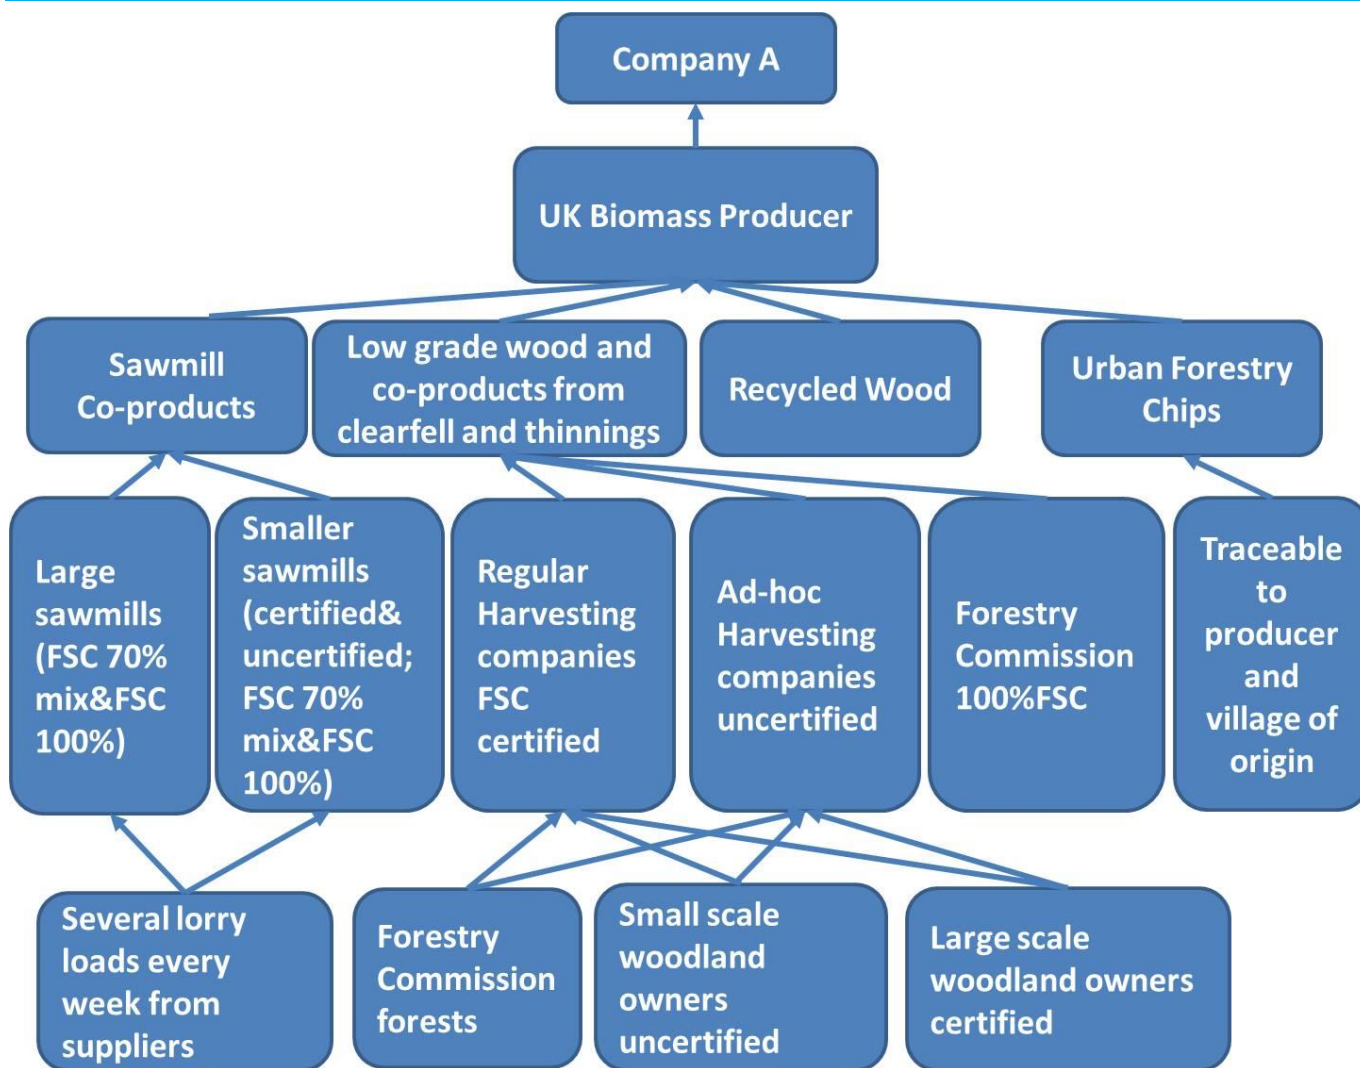 Company A
UK Biomass Producer
Sawmill
Co-products
Low grade wood and
co-products from
clearfell and thinnings
Recycled Wood
Urban Forestry
Chips
Large
sawmills
(FSC 70%
mix&FSC
100%)
Smaller
sawmills
(certified&
uncertified;
FSC 70%
mix&FSC
100%)
Regular
Harvesting
companies
FSC
certified
Ad-hoc
Harvesting
companies
uncertified
Forestry
Commission
100%FSC
Traceable
to
producer
and
village of
origin
Several lorry
loads every
week from
suppliers
Forestry
Commission
forests
Small scale
woodland
owners
uncertified
Large scale
woodland owners
certified